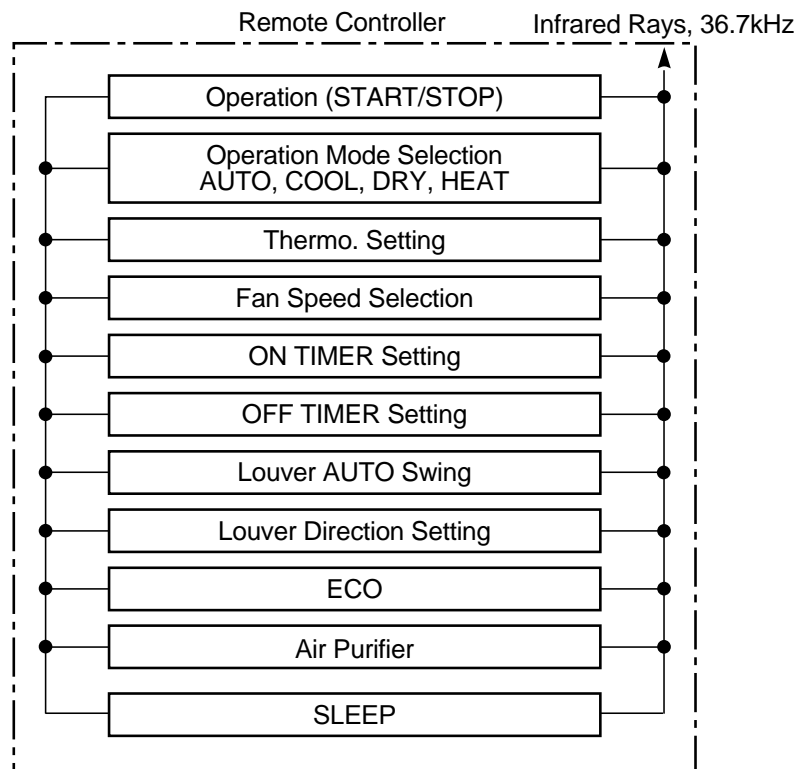 Remote Controller
Infrared Rays, 36.7kHz
Operation (START/STOP)
Operation Mode Selection
AUTO, COOL, DRY, HEAT
Thermo. Setting
Fan Speed Selection
ON TIMER Setting
OFF TIMER Setting
Louver AUTO Swing
Louver Direction Setting
ECO
Air Purifier
SLEEP